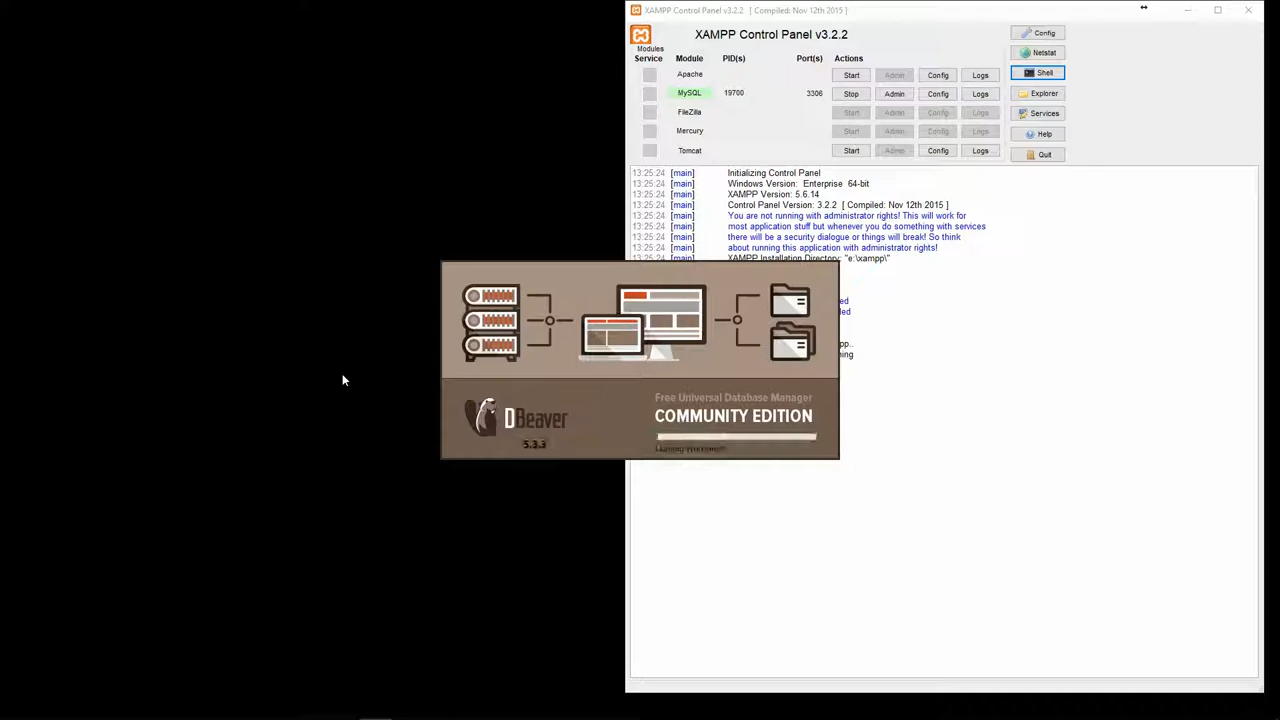 XAMPP Control Panel v3.2.2 [ Compiled: Nov 12th 2015 ]
XAMPP Control Panel v3.2.2
Config
Modules
Service Module PID(s) Port(s) Actions
Netstat
Apache Start Admin Config Logs
Shell
MySQL 19700 3306 Stop Admin Config Logs
Explorer
FileZilla Start Admin Config Logs
Services
Mercury Start Admin Config Logs
Help
Tomcat Start Admin Config Logs
Quit
13:25:24 [main] Initializing Control Panel
13:25:24 [main] Windows Version: Enterprise 64-bit
13:25:24 [main] XAMPP Version: 5.6.14
13:25:24 [main] Control Panel Version: 3.2.2 [ Compiled: Nov 12th 2015 ]
13:25:24 [main] You are not running with administrator rights! This will work for
13:25:24 [main] most application stuff but whenever you do something with services
13:25:24 [main] there will be a security dialogue or things will break! So think
13:25:24 [main] about running this application with administrator rights!
13:25:24 [main] XAMPP Installation Directory: "e:\xampp\"
DBeaver
5.3.3
Free Universal Database Manager
COMMUNITY EDITION